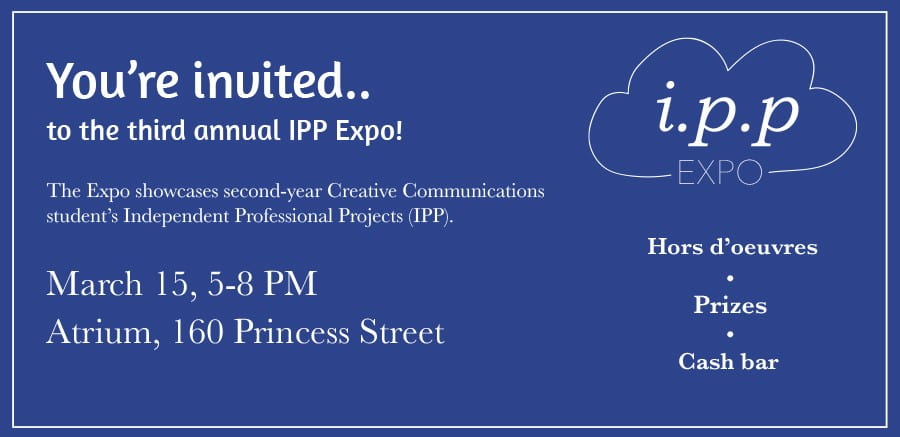 You're invited..
to the third annual IPP Expo!
The Expo showcases second-year Creative Communications
student's Independent Professional Projects (IPP).
March 15, 5-8 PM
Atrium, 160 Princess Street
i.p.p
EXPO
Hors d'oeuvres
•
Prizes
•
Cash bar